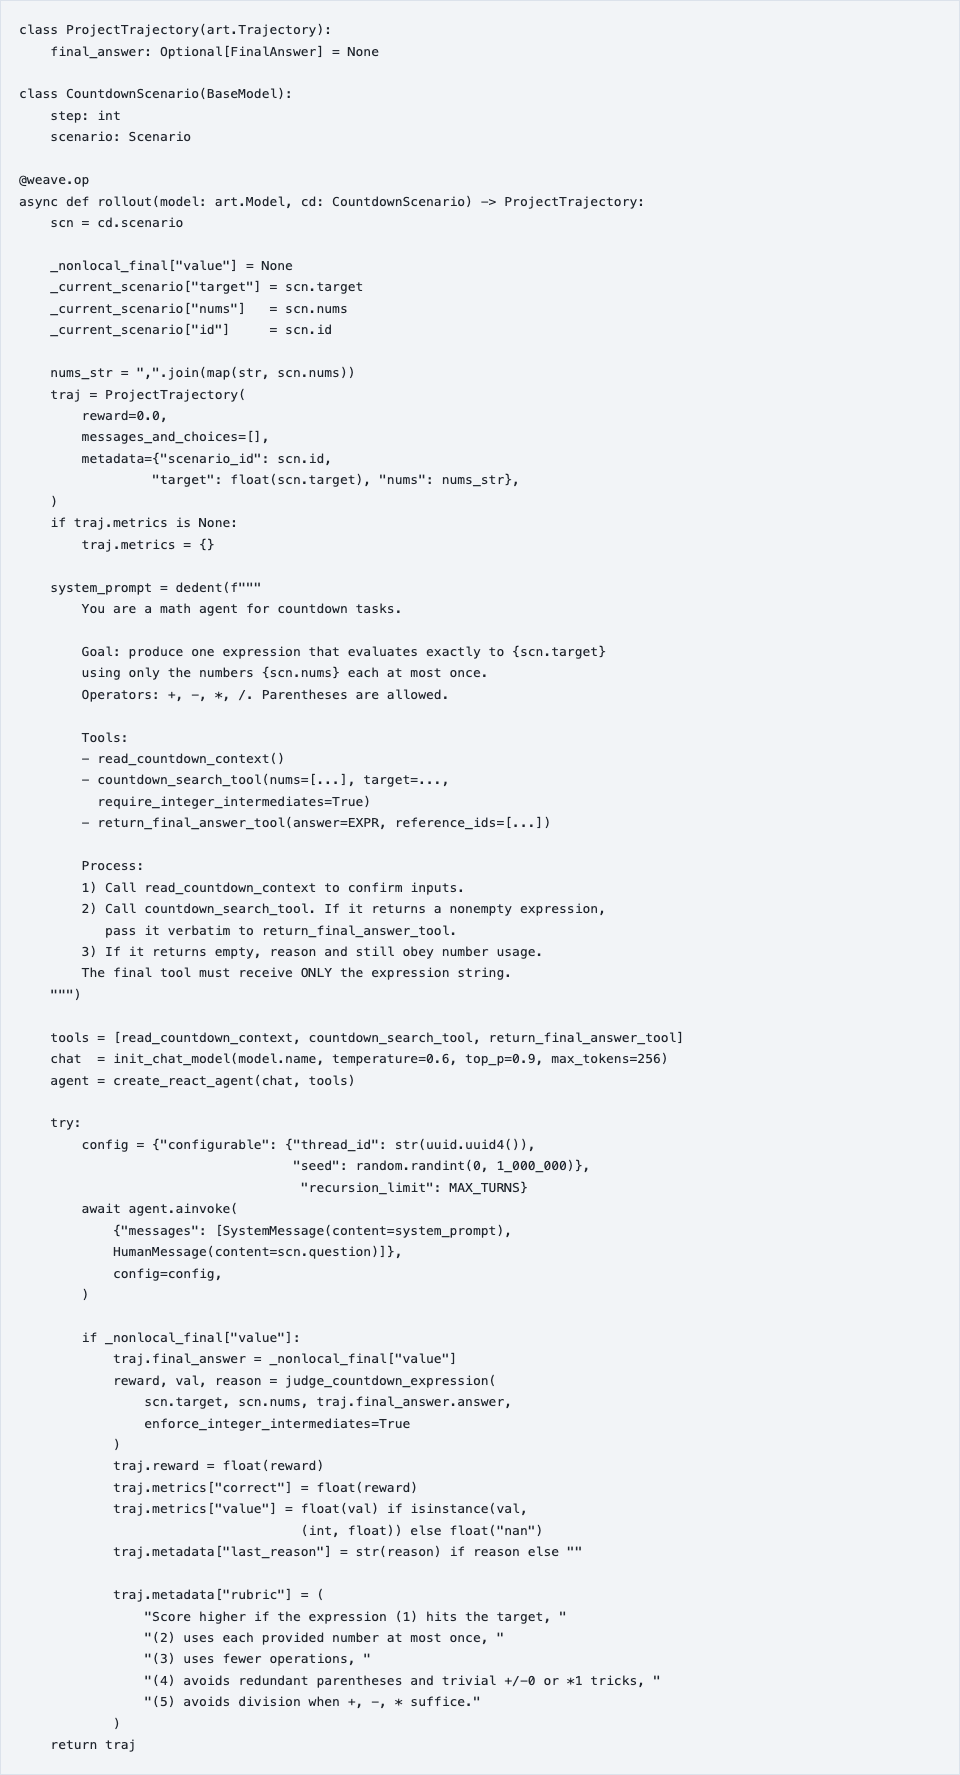 class ProjectTrajectory(art.Trajectory):
    final_answer: Optional[FinalAnswer] = None

class CountdownScenario(BaseModel):
    step: int
    scenario: Scenario

@weave.op
async def rollout(model: art.Model, cd: CountdownScenario) -> ProjectTrajectory:
    scn = cd.scenario

    _nonlocal_final["value"] = None
    _current_scenario["target"] = scn.target
    _current_scenario["nums"]   = scn.nums
    _current_scenario["id"]     = scn.id

    nums_str = ",".join(map(str, scn.nums))
    traj = ProjectTrajectory(
        reward=0.0,
        messages_and_choices=[],
        metadata={"scenario_id": scn.id,
                 "target": float(scn.target), "nums": nums_str},
    )
    if traj.metrics is None:
        traj.metrics = {}

    system_prompt = dedent(f"""
        You are a math agent for countdown tasks.

        Goal: produce one expression that evaluates exactly to {scn.target}
        using only the numbers {scn.nums} each at most once.
        Operators: +, -, *, /. Parentheses are allowed.

        Tools:
        - read_countdown_context()
        - countdown_search_tool(nums=[...], target=...,
          require_integer_intermediates=True)
        - return_final_answer_tool(answer=EXPR, reference_ids=[...])

        Process:
        1) Call read_countdown_context to confirm inputs.
        2) Call countdown_search_tool. If it returns a nonempty expression,
           pass it verbatim to return_final_answer_tool.
        3) If it returns empty, reason and still obey number usage.
        The final tool must receive ONLY the expression string.
    """)

    tools = [read_countdown_context, countdown_search_tool, return_final_answer_tool]
    chat  = init_chat_model(model.name, temperature=0.6, top_p=0.9, max_tokens=256)
    agent = create_react_agent(chat, tools)

    try:
        config = {"configurable": {"thread_id": str(uuid.uuid4()),
                                   "seed": random.randint(0, 1_000_000)},
                                    "recursion_limit": MAX_TURNS}
        await agent.ainvoke(
            {"messages": [SystemMessage(content=system_prompt),
            HumanMessage(content=scn.question)]},
            config=config,
        )

        if _nonlocal_final["value"]:
            traj.final_answer = _nonlocal_final["value"]
            reward, val, reason = judge_countdown_expression(
                scn.target, scn.nums, traj.final_answer.answer,
                enforce_integer_intermediates=True
            )
            traj.reward = float(reward)
            traj.metrics["correct"] = float(reward)
            traj.metrics["value"] = float(val) if isinstance(val,
                                    (int, float)) else float("nan")
            traj.metadata["last_reason"] = str(reason) if reason else ""

            traj.metadata["rubric"] = (
                "Score higher if the expression (1) hits the target, "
                "(2) uses each provided number at most once, "
                "(3) uses fewer operations, "
                "(4) avoids redundant parentheses and trivial +/-0 or *1 tricks, "
                "(5) avoids division when +, -, * suffice."
            )
    return traj